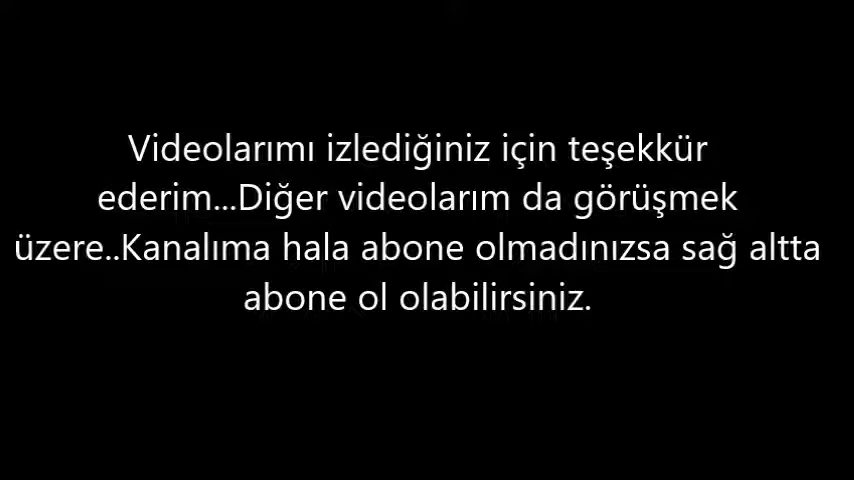 Videolarımı izlediğiniz için teşekkür
ederim...Diğer videolarım da görüşmek
üzere..Kanalıma hala abone olmadınızsa sağ altta
abone ol olabilirsiniz.